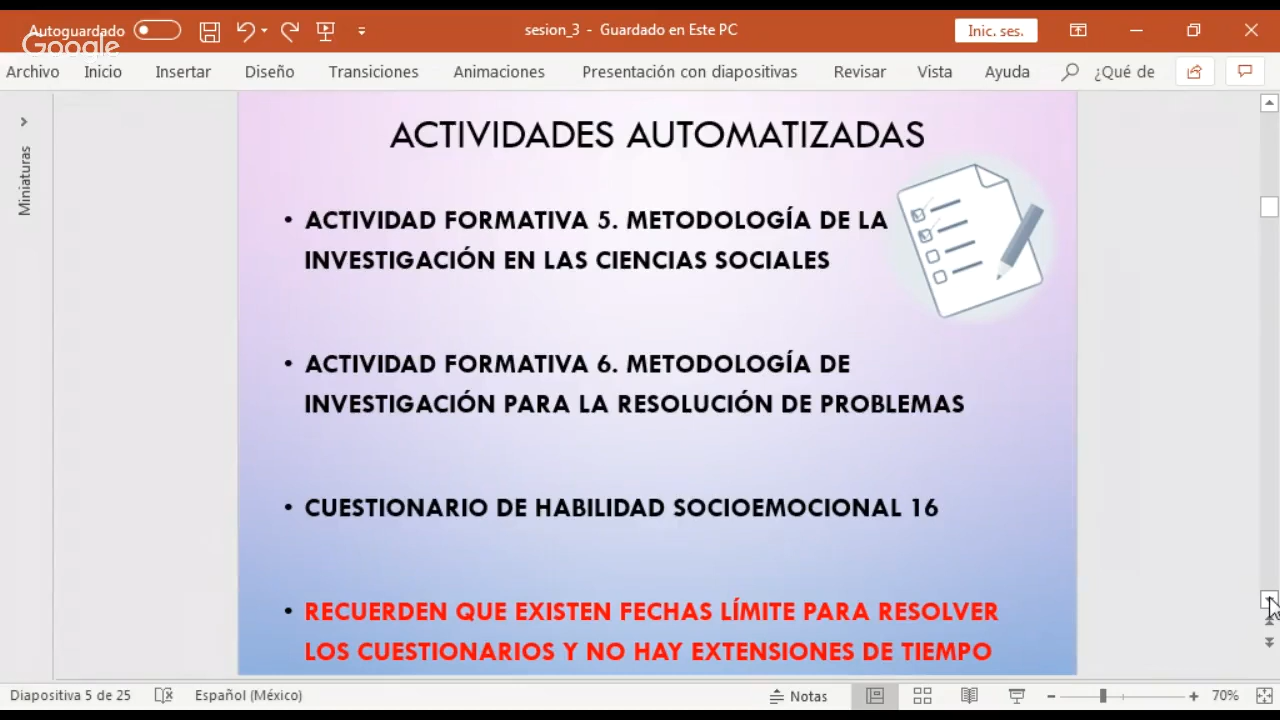 Autoguardado
Google
sesion_3 - Guardado en Este PC
Inic. ses.
Archivo Inicio Insertar Diseño Transiciones Animaciones Presentación con diapositivas Revisar Vista Ayuda ¿Qué de
Miniaturas
ACTIVIDADES AUTOMATIZADAS
• ACTIVIDAD FORMATIVA 5. METODOLOGÍA DE LA
INVESTIGACIÓN EN LAS CIENCIAS SOCIALES
• ACTIVIDAD FORMATIVA 6. METODOLOGÍA DE
INVESTIGACIÓN PARA LA RESOLUCIÓN DE PROBLEMAS
• CUESTIONARIO DE HABILIDAD SOCIOEMOCIONAL 16
• RECUERDEN QUE EXISTEN FECHAS LÍMITE PARA RESOLVER
LOS CUESTIONARIOS Y NO HAY EXTENSIONES DE TIEMPO
Diapositiva 5 de 25 Español (México) Notas 70%